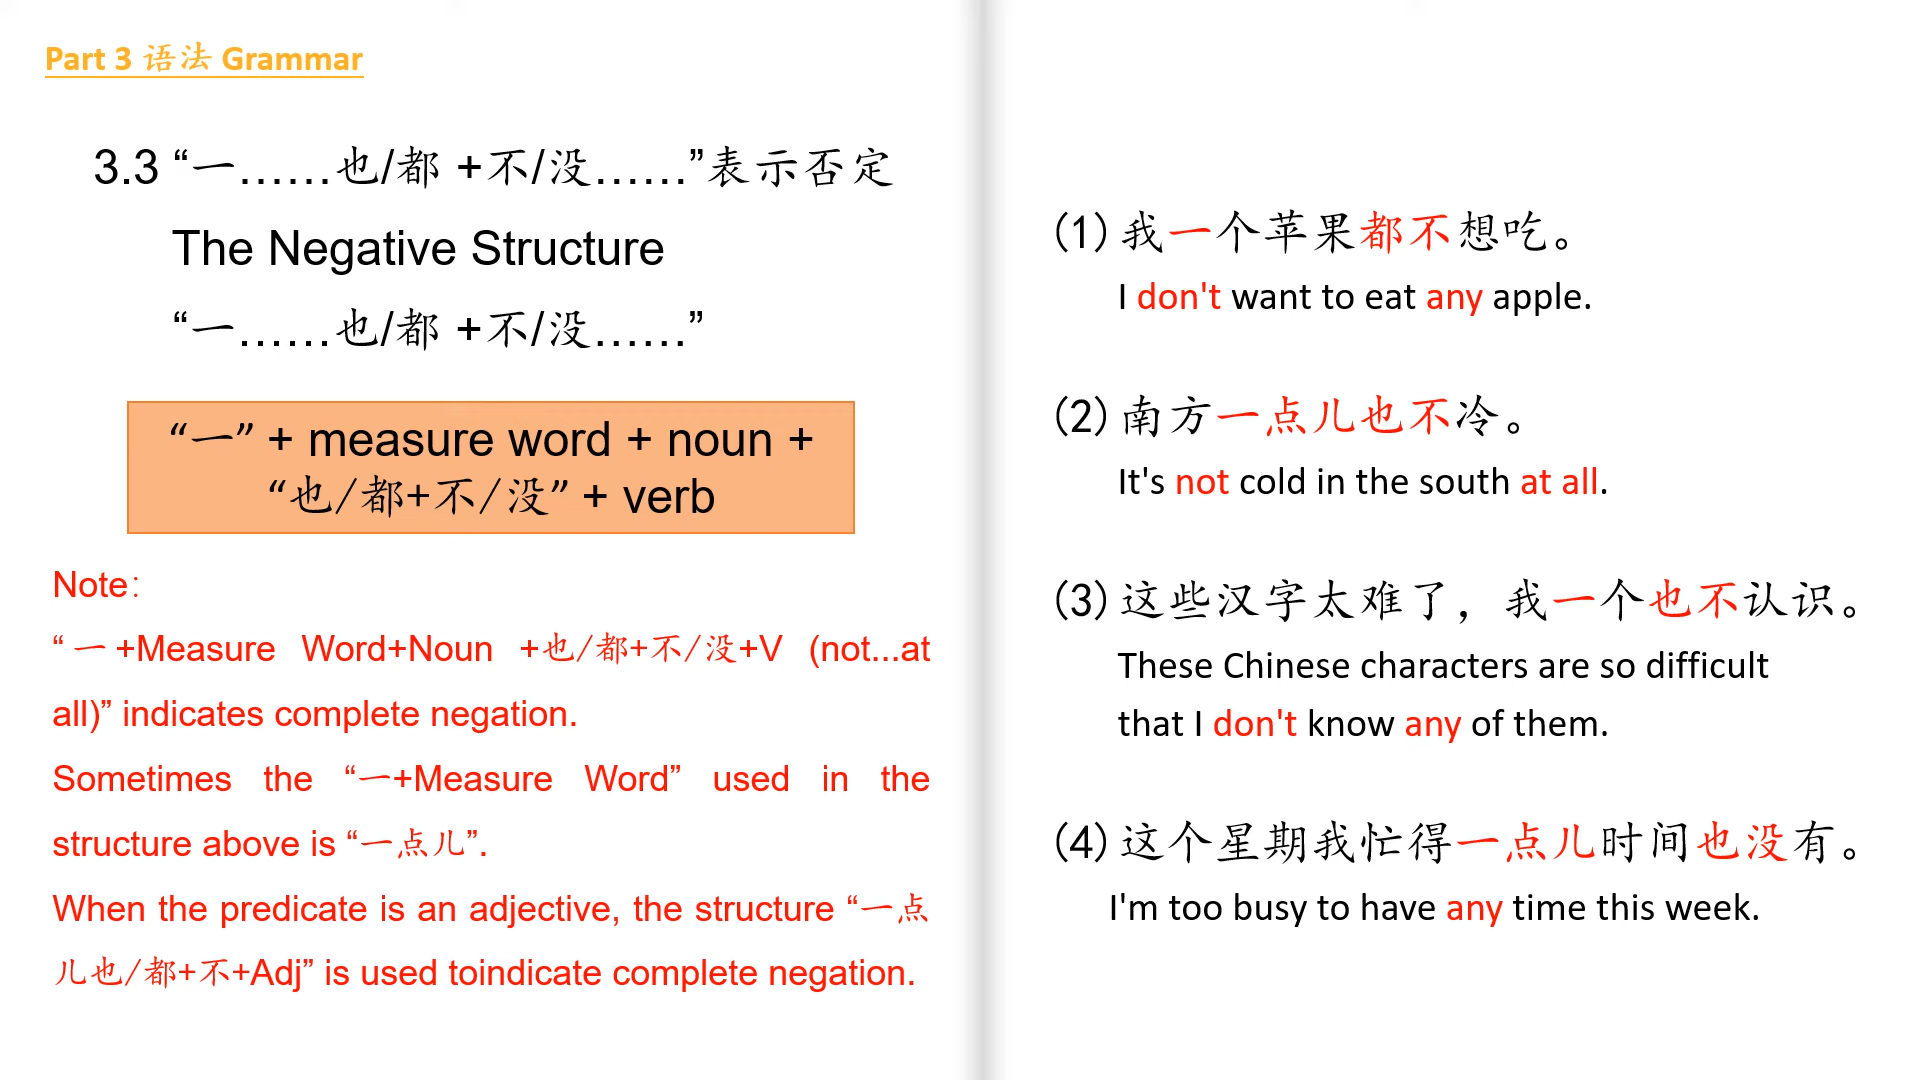 Part 3 语法 Grammar
3.3 “一……也/都 +不/没……”表示否定
The Negative Structure
“一……也/都 +不/没……”
“一” + measure word + noun +
“也/都+不/没” + verb
Note：
“一+Measure Word+Noun +也/都+不/没+V (not...at
all)” indicates complete negation.
Sometimes the “一+Measure Word” used in the
structure above is “一点儿”.
When the predicate is an adjective, the structure “一点
儿也/都+不+Adj” is used toindicate complete negation.
(1) 我一个苹果都不想吃。
I don't want to eat any apple.
(2) 南方一点儿也不冷。
It's not cold in the south at all.
(3) 这些汉字太难了，我一个也不认识。
These Chinese characters are so difficult
that I don't know any of them.
(4) 这个星期我忙得一点儿时间也没有。
I'm too busy to have any time this week.